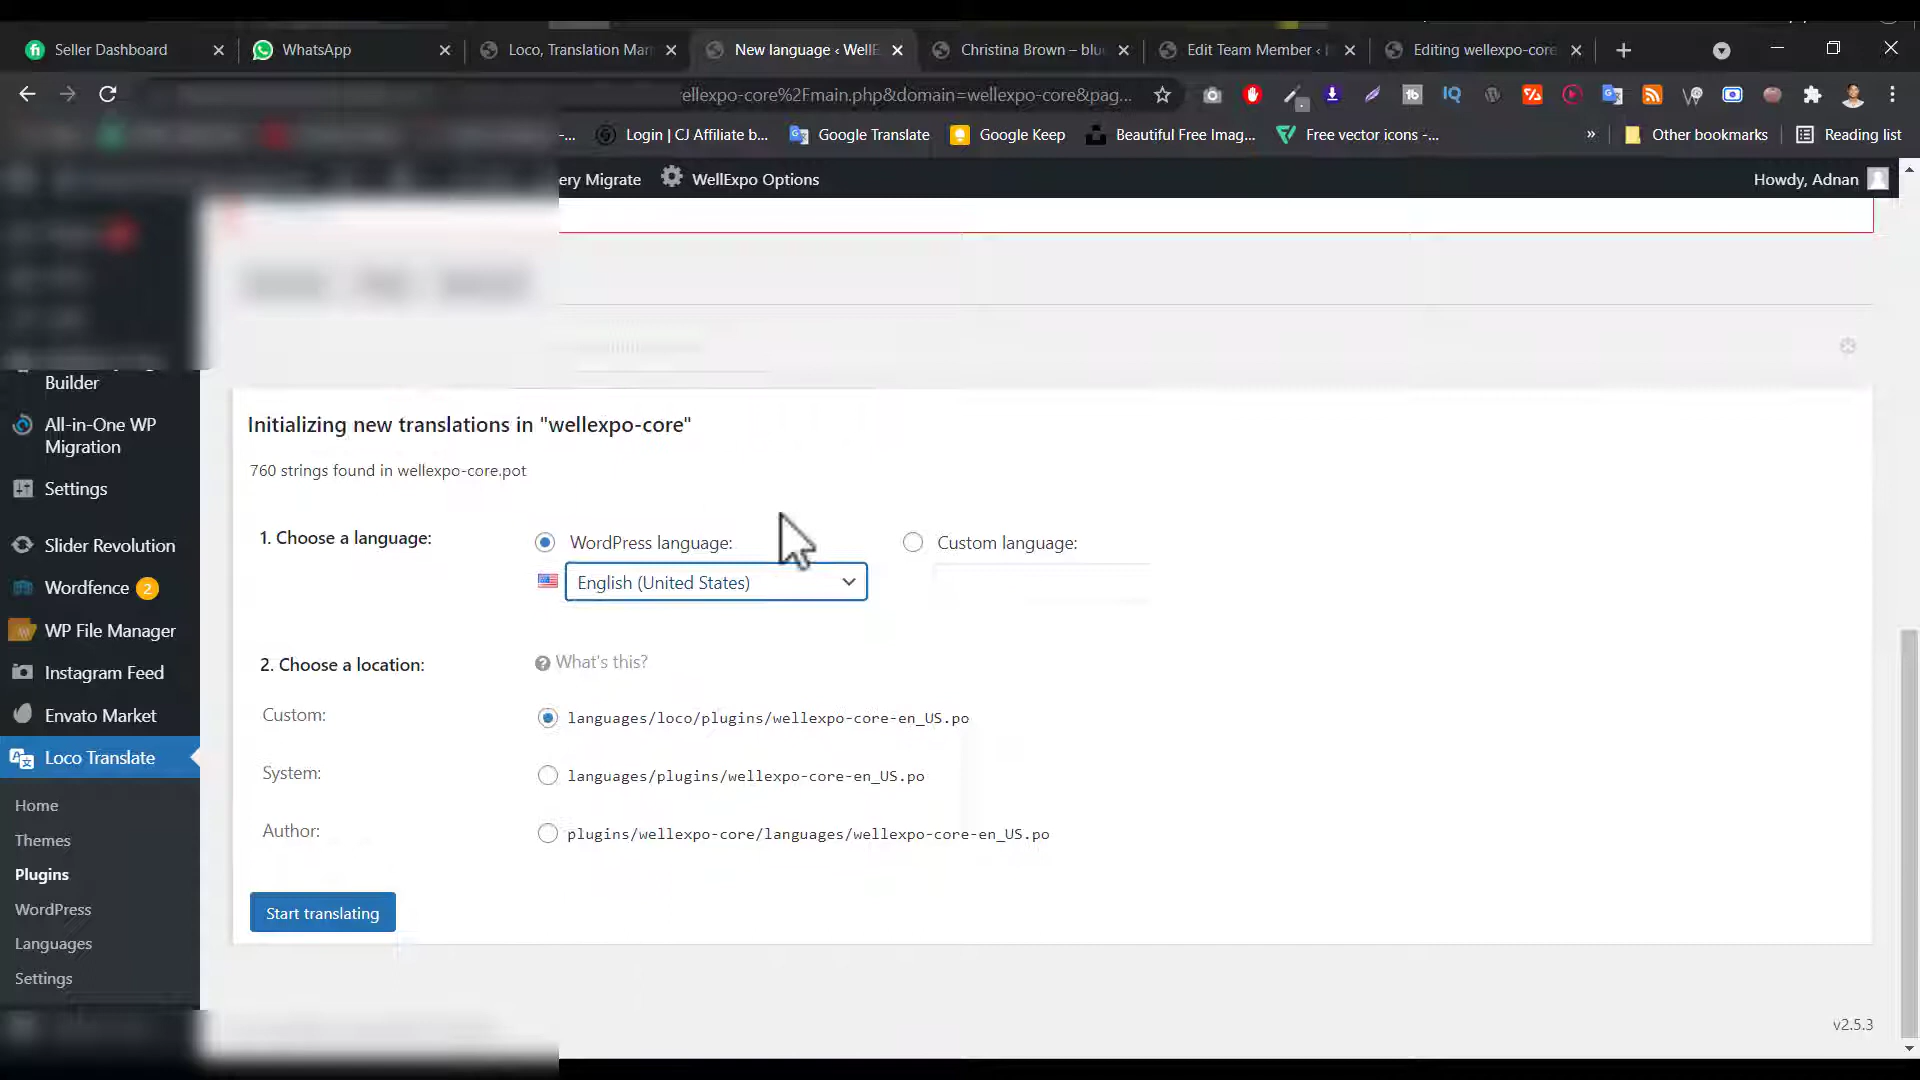 Seller Dashboard
WhatsApp
Loco, Translation Man
New language ‹ WellE
Christina Brown – blu
Edit Team Member ‹
Editing wellexpo-core
ellexpo-core%2Fmain.php&domain=wellexpo-core&pag...
-...
Login | CJ Affiliate b...
Google Translate
Google Keep
Beautiful Free Imag...
Free vector icons -...
»
Other bookmarks
Reading list
ery Migrate
WellExpo Options
Howdy, Adnan
Builder
All-in-One WP
Migration
Settings
Slider Revolution
Wordfence 2
WP File Manager
Instagram Feed
Envato Market
Loco Translate
Home
Themes
Plugins
WordPress
Languages
Settings
Initializing new translations in "wellexpo-core"
760 strings found in wellexpo-core.pot
1. Choose a language:
WordPress language:
Custom language:
English (United States)
2. Choose a location:
What's this?
Custom:
languages/loco/plugins/wellexpo-core-en_US.po
System:
languages/plugins/wellexpo-core-en_US.po
Author:
plugins/wellexpo-core/languages/wellexpo-core-en_US.po
Start translating
v2.5.3